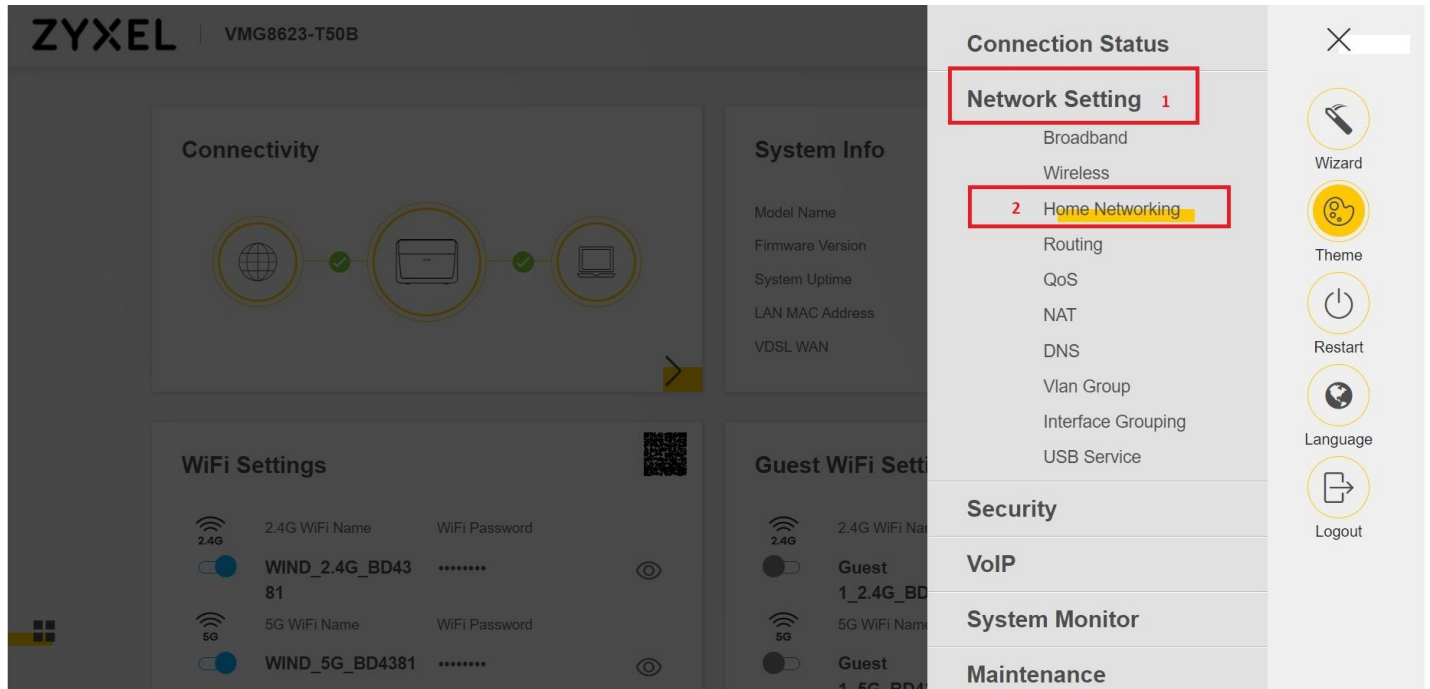 ZYXEL
VMG8623-T50B
Connectivity
System Info
Model Name
Firmware Version
System Uptime
LAN MAC Address
VDSL WAN
WiFi Settings
2.4G
2.4G WiFi Name
WiFi Password
WIND_2.4G_BD43
81
••••••••
5G
5G WiFi Name
WiFi Password
WIND_5G_BD4381
••••••••
Guest WiFi Setti
2.4G
2.4G WiFi Nar
Guest
1_2.4G_BD
5G
5G WiFi Name
Guest
1_5G_BD4
Connection Status
Network Setting 1
Broadband
Wireless
2 Home Networking
Routing
QoS
NAT
DNS
Vlan Group
Interface Grouping
USB Service
Security
VoIP
System Monitor
Maintenance
Wizard
Theme
Restart
Language
Logout